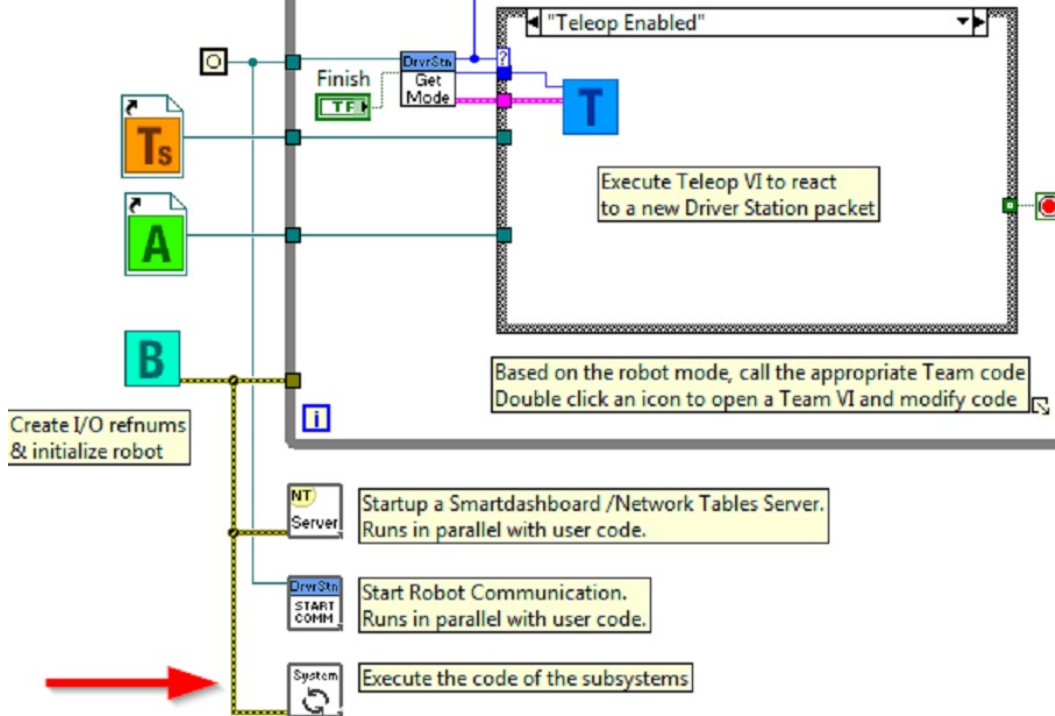 "Teleop Enabled"
?
DrvrStn
Get
Mode
Finish
TF
T
Ts
Execute Teleop VI to react
to a new Driver Station packet
A
B
Based on the robot mode, call the appropriate Team code
Double click an icon to open a Team VI and modify code
i
Create I/O refnums
& initialize robot
NT
Server
Startup a Smartdashboard /Network Tables Server.
Runs in parallel with user code.
DrvrStn
START
COMM
Start Robot Communication.
Runs in parallel with user code.
System
Execute the code of the subsystems